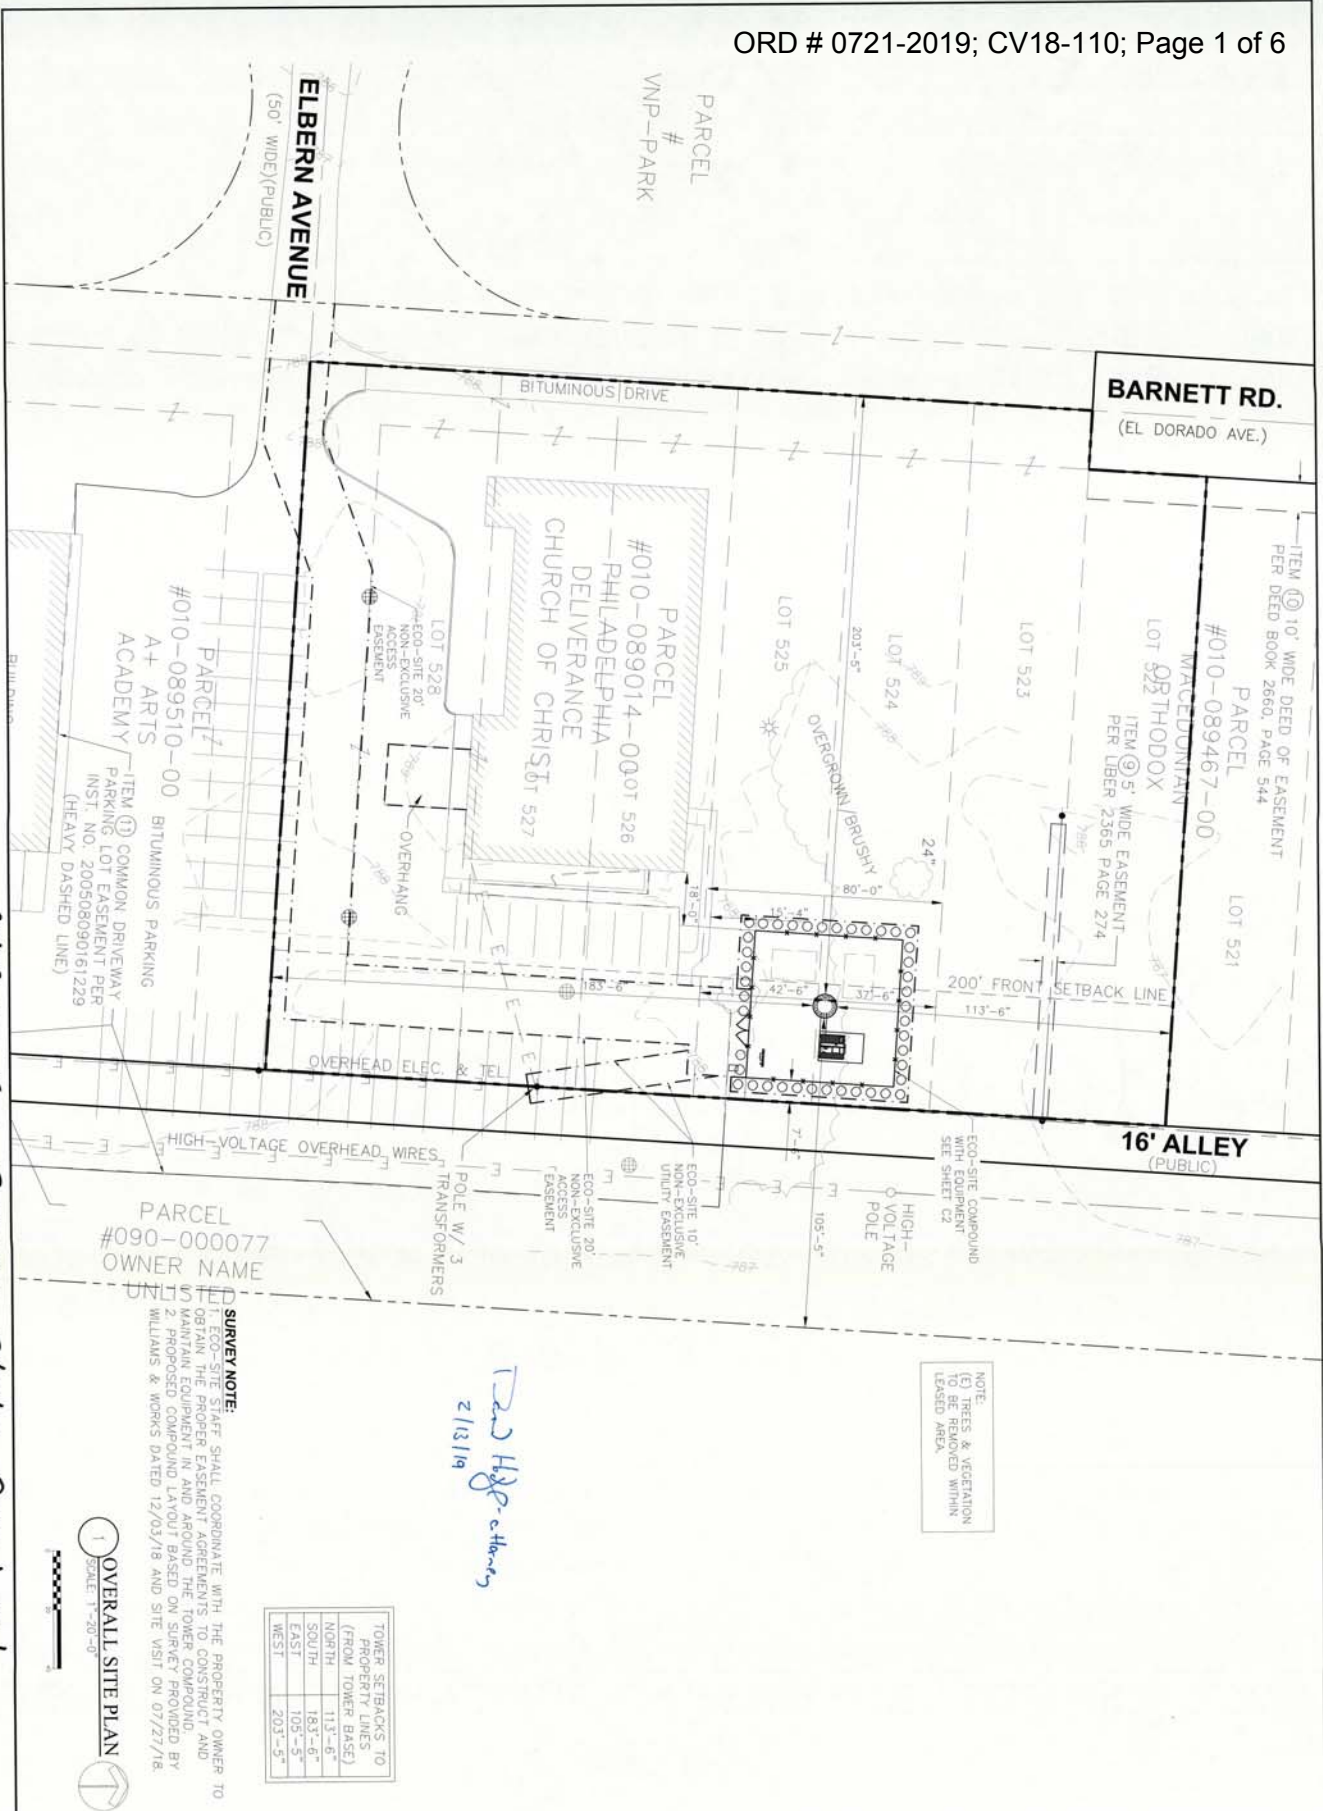 ORD # 0721-2019; CV18-110; Page 1 of 6
PARCEL
#
VNP-PARK
ELBERN AVENUE
(50' WIDE)(PUBLIC)
BARNETT RD.
(EL DORADO AVE.)
BITUMINOUS DRIVE
ITEM 10 10' WIDE DEED OF EASEMENT
PER DEED BOOK 2660, PAGE 544
PARCEL
#010-089467-00
MACEDONIAN
ORTHODOX
LOT 521
LOT 522
LOT 523
LOT 524
LOT 525
ITEM 9 5' WIDE EASEMENT
PER LIBER 2365 PAGE 274
203'-5"
OVERGROWN/BRUSHY
24"
PARCEL
#010-089014-00
PHILADELPHIA
DELIVERANCE
CHURCH OF CHRIST
LOT 526
LOT 527
LOT 528
ECO-SITE 20'
NON-EXCLUSIVE
ACCESS
EASEMENT
OVERHANG
PARCEL
#010-089510-00
A+ ARTS
ACADEMY
BITUMINOUS PARKING
BUILDING
ITEM 11 COMMON DRIVEWAY
PARKING LOT EASEMENT PER
INST. NO. 200508090161229
(HEAVY DASHED LINE)
18'-0"
80'-0"
15'-4"
183'-6"
42'-6"
37'-6"
200' FRONT SETBACK LINE
113'-6"
7'-6"
105'-5"
788
787
E
OVERHEAD ELEC. & TEL
HIGH-VOLTAGE OVERHEAD WIRES
16' ALLEY
(PUBLIC)
POLE W/ 3
TRANSFORMERS
ECO-SITE 20'
NON-EXCLUSIVE
ACCESS
EASEMENT
ECO-SITE 10'
NON-EXCLUSIVE
UTILITY EASEMENT
HIGH-
VOLTAGE
POLE
ECO-SITE COMPOUND
WITH EQUIPMENT
SEE SHEET C2
PARCEL
#090-000077
OWNER NAME
UNLISTED
SURVEY NOTE:
1. ECO-SITE STAFF SHALL COORDINATE WITH THE PROPERTY OWNER TO
OBTAIN THE PROPER EASEMENT AGREEMENTS TO CONSTRUCT AND
MAINTAIN EQUIPMENT IN AND AROUND THE TOWER COMPOUND.
2. PROPOSED COMPOUND LAYOUT BASED ON SURVEY PROVIDED BY
WILLIAMS & WORKS DATED 12/03/18 AND SITE VISIT ON 07/27/18.
NOTE:
(E) TREES & VEGETATION
TO BE REMOVED WITHIN
LEASED AREA.
attorney
2/13/19
TOWER SETBACKS TO
PROPERTY LINES
(FROM TOWER BASE)
NORTH 113'-6"
SOUTH 183'-6"
EAST 105'-5"
WEST 203'-5"
1 OVERALL SITE PLAN
SCALE: 1"-20'-0"